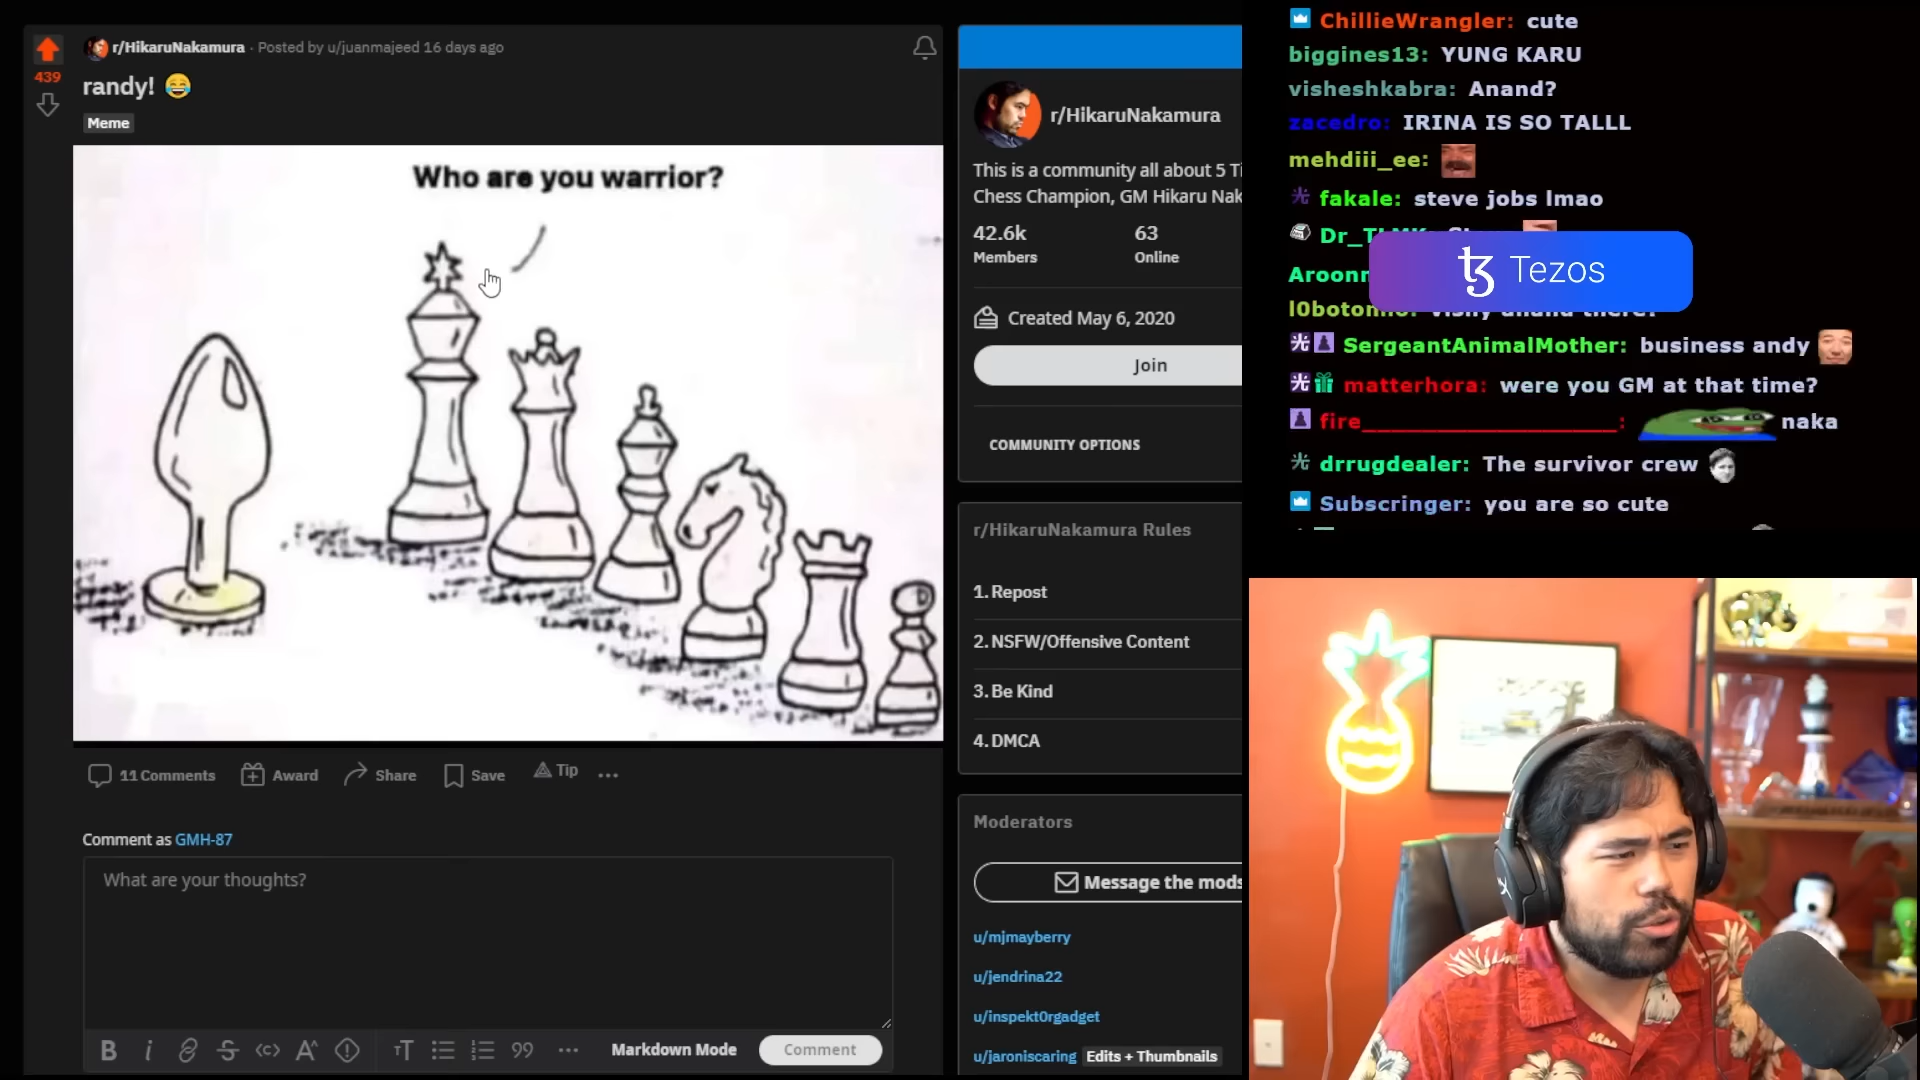 r/HikaruNakamura · Posted by u/juanmajeed 16 days ago
439
randy! 😂
Meme
Who are you warrior?
11 Comments
Award
Share
Save
Tip
Comment as GMH-87
What are your thoughts?
Markdown Mode
Comment
r/HikaruNakamura
This is a community all about 5 Ti
Chess Champion, GM Hikaru Nak
42.6k
Members
63
Online
Created May 6, 2020
Join
COMMUNITY OPTIONS
r/HikaruNakamura Rules
1. Repost
2. NSFW/Offensive Content
3. Be Kind
4. DMCA
Moderators
Message the mods
u/mjmayberry
u/jendrina22
u/inspekt0rgadget
u/jaroniscaring Edits + Thumbnails
ChillieWrangler: cute
biggines13: YUNG KARU
visheshkabra: Anand?
zacedro: IRINA IS SO TALLL
mehdiii_ee:
fakale: steve jobs lmao
Tezos
SergeantAnimalMother: business andy
matterhora: were you GM at that time?
fire____________________: naka
drrugdealer: The survivor crew
Subscringer: you are so cute